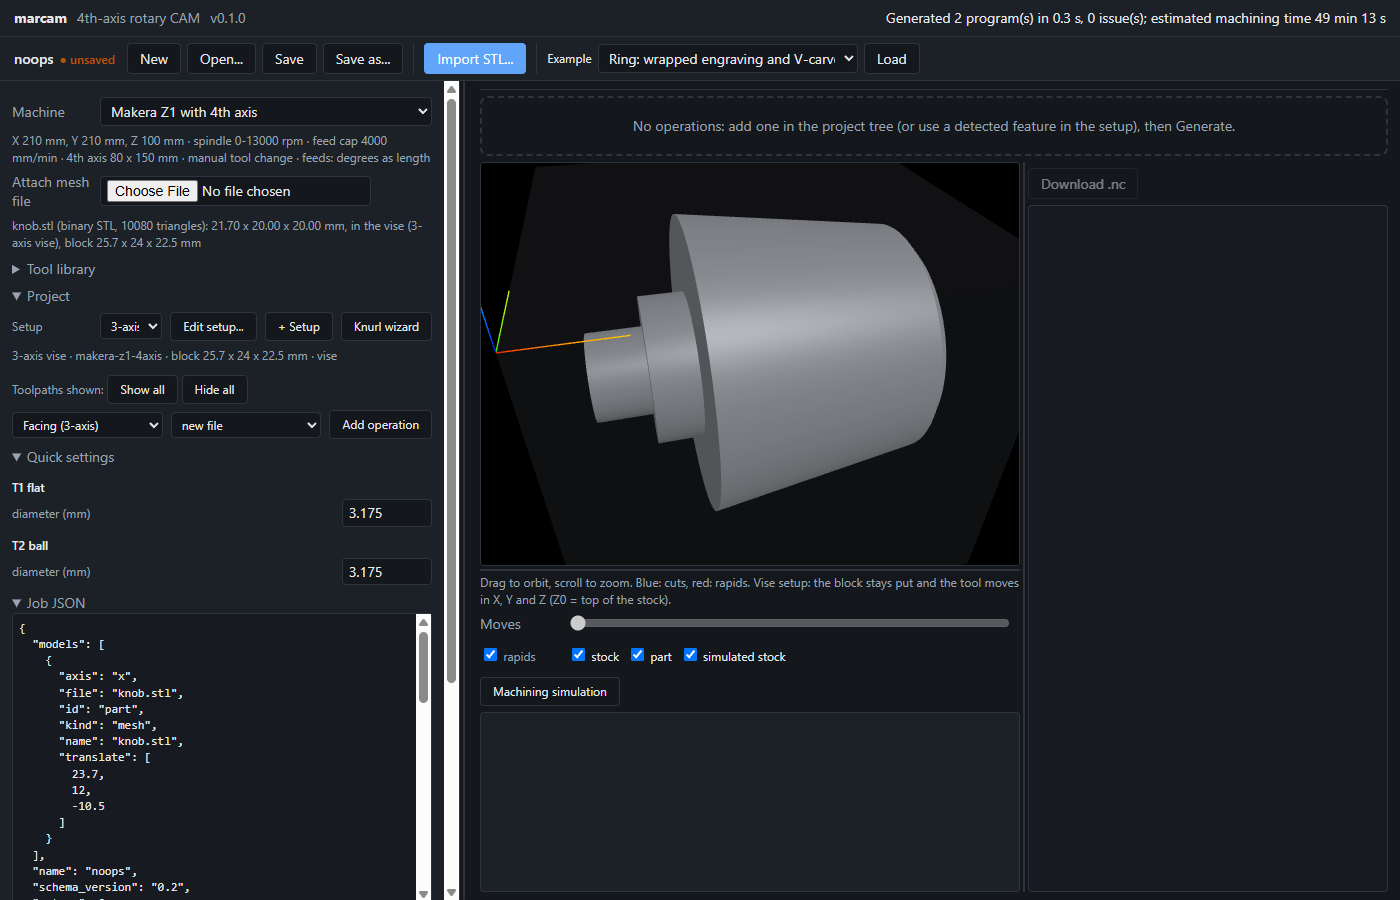 marcam 4th-axis rotary CAM v0.1.0
Generated 2 program(s) in 0.3 s, 0 issue(s); estimated machining time 49 min 13 s
noops • unsaved New Open... Save Save as... Import STL... Example Ring: wrapped engraving and V-carv Load
Machine Makera Z1 with 4th axis
X 210 mm, Y 210 mm, Z 100 mm · spindle 0-13000 rpm · feed cap 4000
mm/min · 4th axis 80 x 150 mm · manual tool change · feeds: degrees as length
Attach mesh
file
Choose File No file chosen
knob.stl (binary STL, 10080 triangles): 21.70 x 20.00 x 20.00 mm, in the vise (3-
axis vise), block 25.7 x 24 x 22.5 mm
Tool library
Project
Setup 3-axis Edit setup... + Setup Knurl wizard
3-axis vise · makera-z1-4axis · block 25.7 x 24 x 22.5 mm · vise
Toolpaths shown: Show all Hide all
Facing (3-axis) new file Add operation
Quick settings
T1 flat
diameter (mm) 3.175
T2 ball
diameter (mm) 3.175
Job JSON
{
"models": [
{
"axis": "x",
"file": "knob.stl",
"id": "part",
"kind": "mesh",
"name": "knob.stl",
"translate": [
23.7,
12,
-10.5
]
}
],
"name": "noops",
"schema_version": "0.2",
No operations: add one in the project tree (or use a detected feature in the setup), then Generate.
Drag to orbit, scroll to zoom. Blue: cuts, red: rapids. Vise setup: the block stays put and the tool moves
in X, Y and Z (Z0 = top of the stock).
Moves
rapids stock part simulated stock
Machining simulation
Download .nc